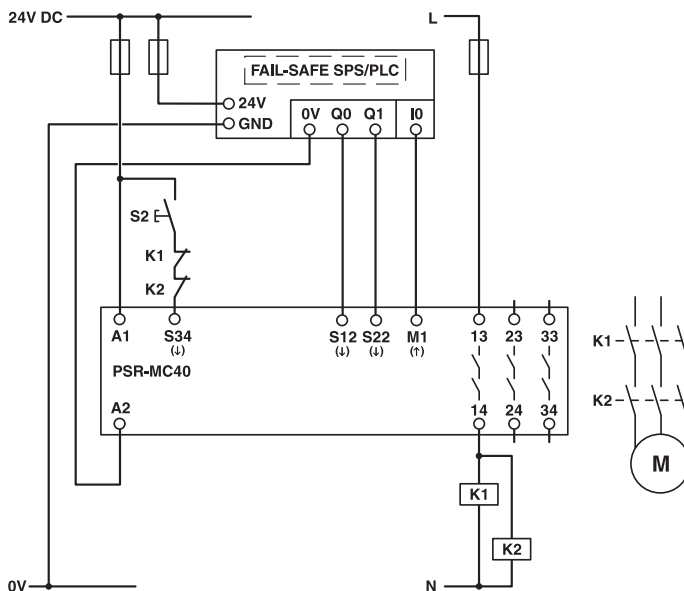 24V DC
L
FAIL-SAFE SPS/PLC
24V
GND
0V Q0 Q1 I0
S2
K1
K2
A1 S34 S12 S22 M1 13 23 33
(↓) (↓) (↓) (↑)
PSR-MC40
A2 14 24 34
K1
K2
M
K1
K2
0V
N